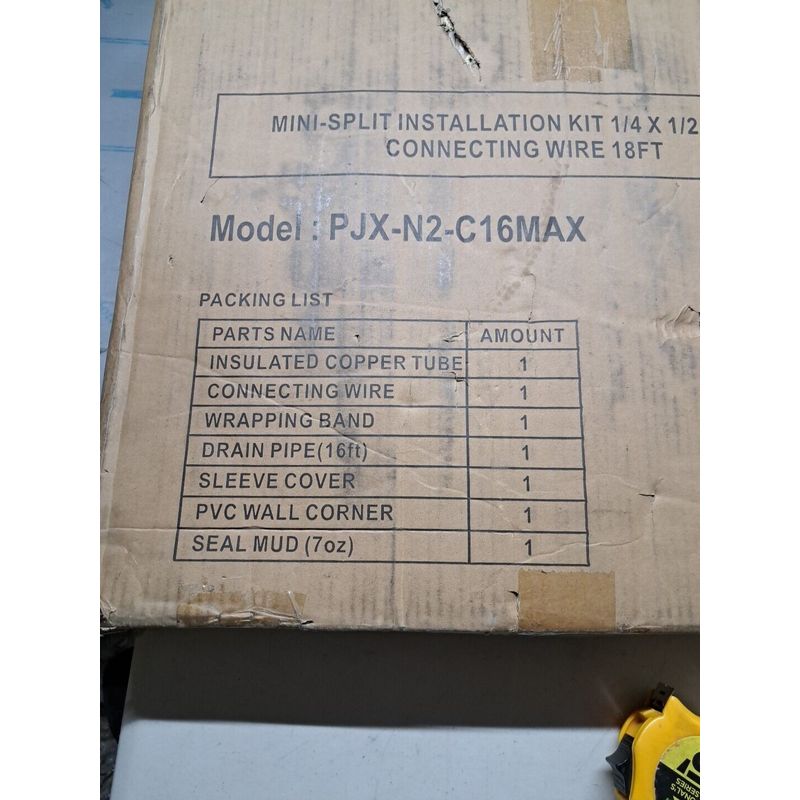 MINI-SPLIT INSTALLATION KIT 1/4 X 1/2
CONNECTING WIRE 18FT
Model : PJX-N2-C16MAX
PACKING LIST
PARTS NAME AMOUNT
INSULATED COPPER TUBE 1
CONNECTING WIRE 1
WRAPPING BAND 1
DRAIN PIPE(16ft) 1
SLEEVE COVER 1
PVC WALL CORNER 1
SEAL MUD (7oz) 1
ONAL'S
SERIES